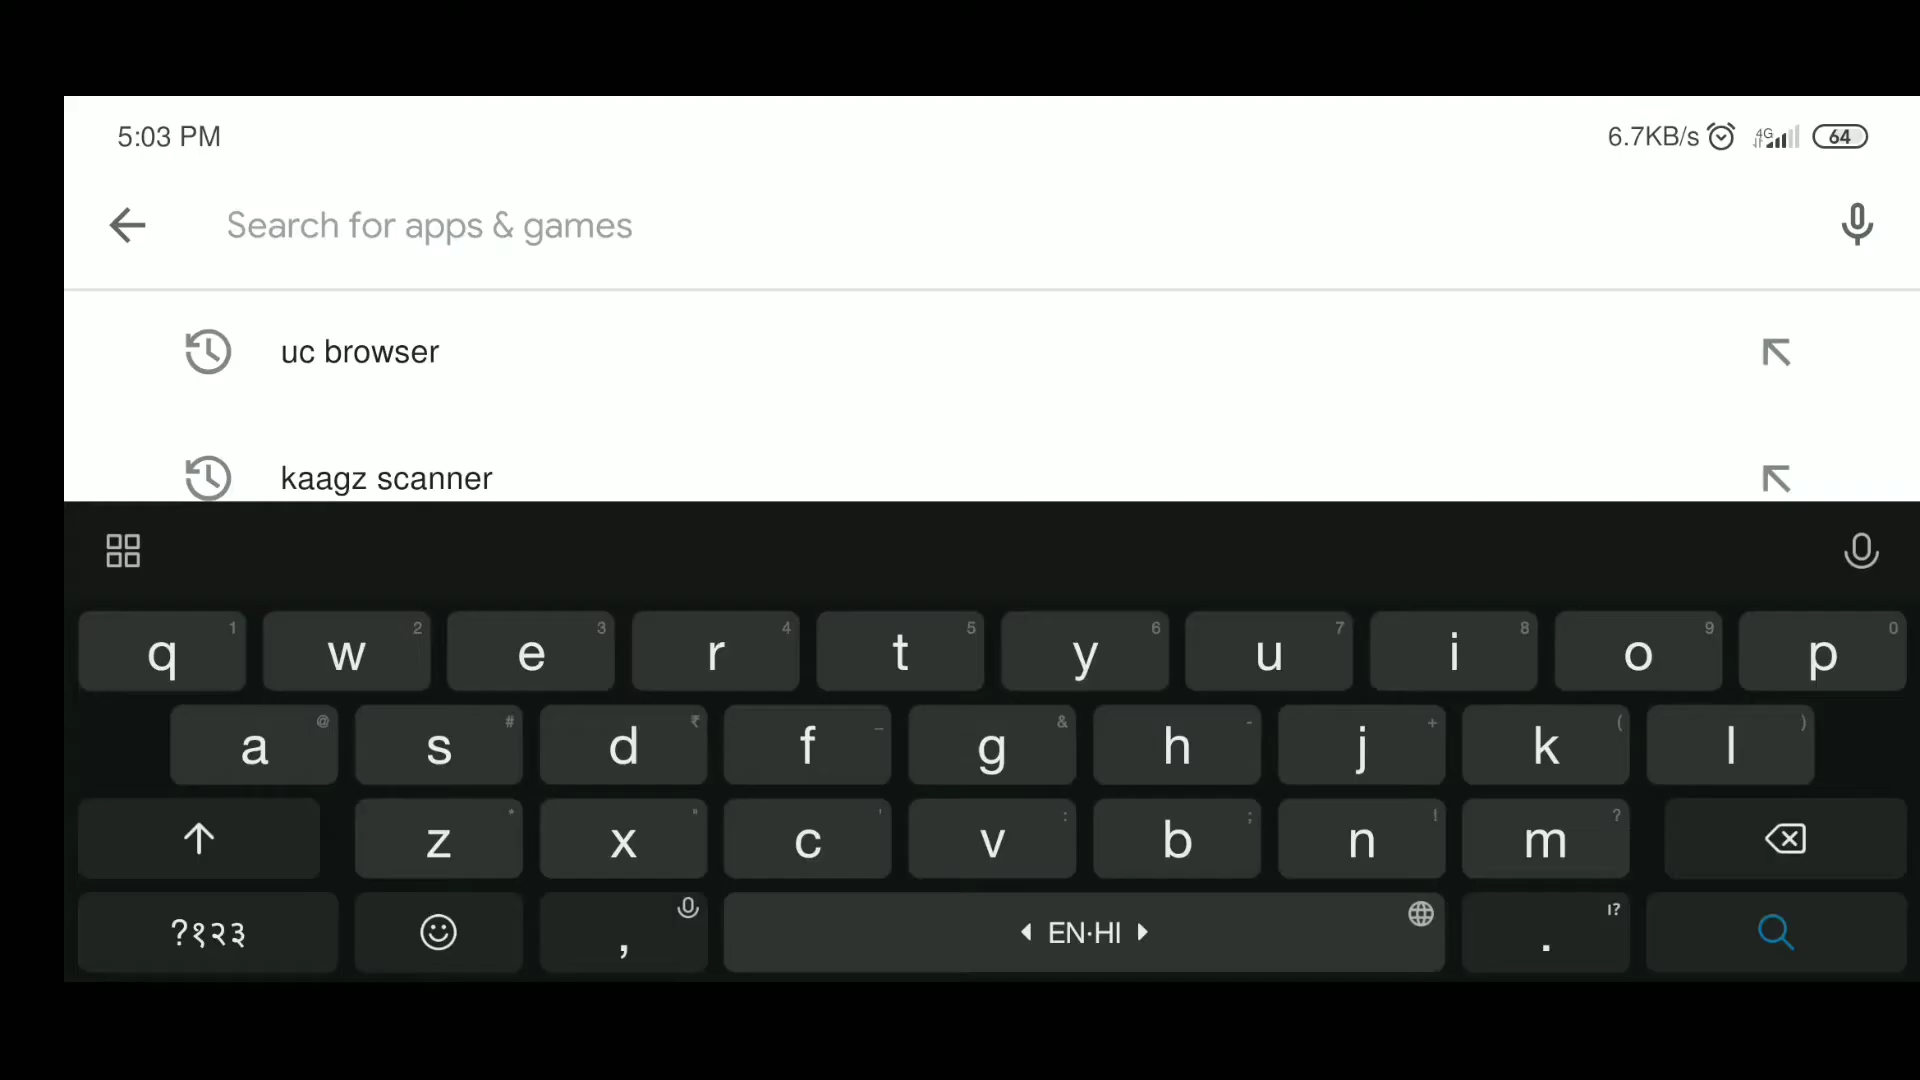 5:03 PM 6.7KB/s 4G 64
Search for apps & games
uc browser
kaagz scanner
q 1 w 2 e 3 r 4 t 5 y 6 u 7 i 8 o 9 p 0
a @ s # d ₹ f _ g & h - j + k ( l )
z * x " c ' v : b ; n ! m ?
?१२३ , EN·HI . !?